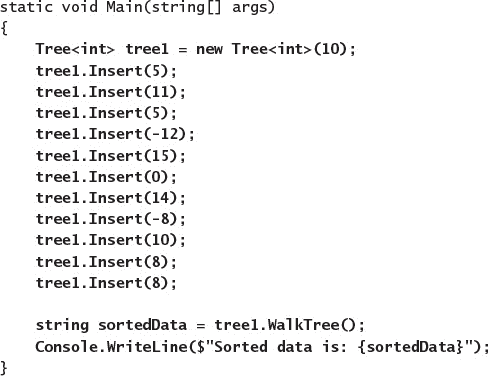 static void Main(string[] args)
{
    Tree<int> tree1 = new Tree<int>(10);
    tree1.Insert(5);
    tree1.Insert(11);
    tree1.Insert(5);
    tree1.Insert(-12);
    tree1.Insert(15);
    tree1.Insert(0);
    tree1.Insert(14);
    tree1.Insert(-8);
    tree1.Insert(10);
    tree1.Insert(8);
    tree1.Insert(8);

    string sortedData = tree1.WalkTree();
    Console.WriteLine($"Sorted data is: {sortedData}");
}